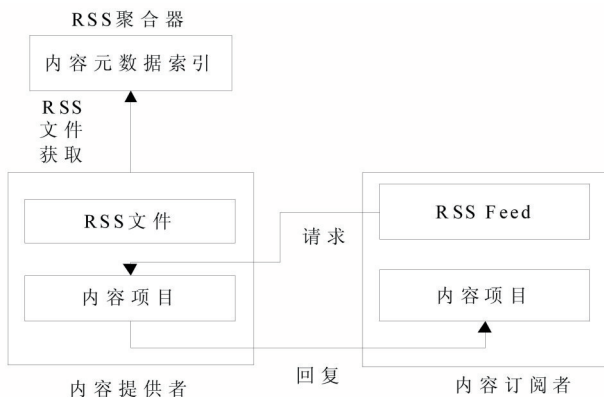 RSS聚合器
内容元数据索引
RSS
文件
获取
RSS文件
内容项目
内容提供者
请求
回复
RSS Feed
内容项目
内容订阅者